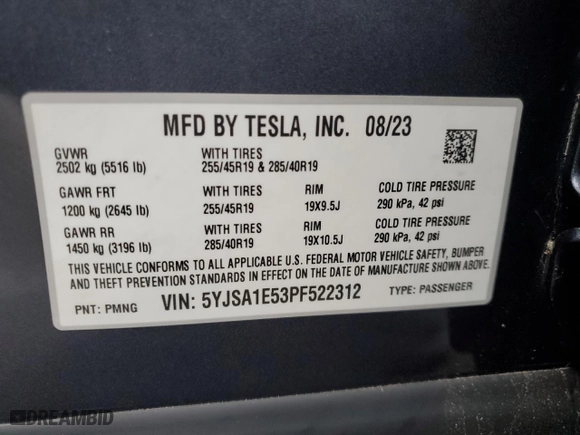 MFD BY TESLA, INC. 08/23
GVWR WITH TIRES
2502 kg (5516 lb) 255/45R19 & 285/40R19
GAWR FRT WITH TIRES RIM COLD TIRE PRESSURE
1200 kg (2645 lb) 255/45R19 19X9.5J 290 kPa, 42 psi
GAWR RR WITH TIRES RIM COLD TIRE PRESSURE
1450 kg (3196 lb) 285/40R19 19X10.5J 290 kPa, 42 psi
THIS VEHICLE CONFORMS TO ALL APPLICABLE U.S. FEDERAL MOTOR VEHICLE SAFETY, BUMPER
AND THEFT PREVENTION STANDARDS IN EFFECT ON THE DATE OF MANUFACTURE SHOWN ABOVE.
PNT: PMNG VIN: 5YJSA1E53PF522312 TYPE: PASSENGER
DREAMBID